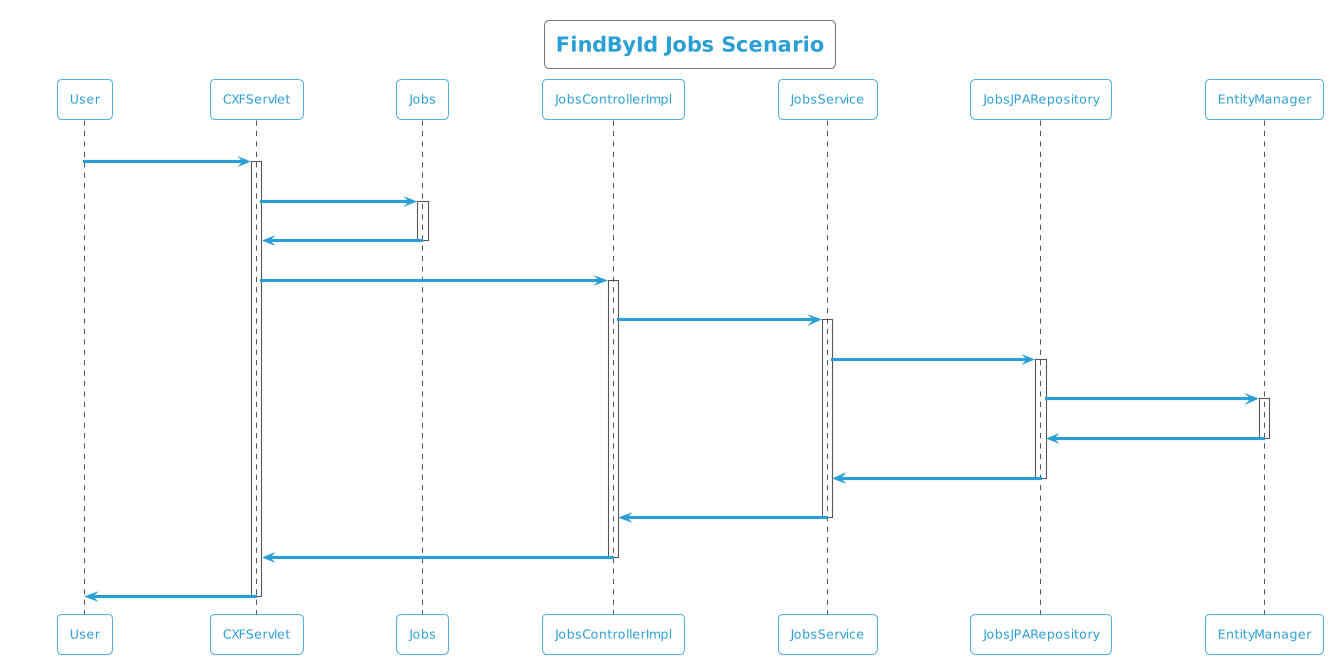 FindById Jobs Scenario
User
CXFServlet
Jobs
JobsControllerImpl
JobsService
JobsJPARepository
EntityManager
User
CXFServlet
Jobs
JobsControllerImpl
JobsService
JobsJPARepository
EntityManager